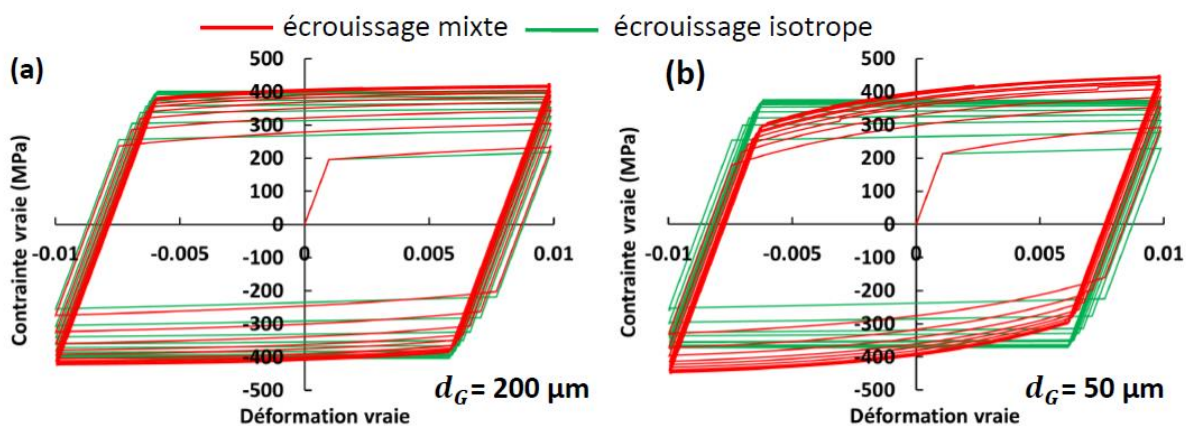 écrouissage mixte écrouissage isotrope
(a)
500
400
300
200
100
0
-100
-200
-300
-400
-500
-0.01 -0.005 0 0.005 0.01
Contrainte vraie (MPa)
Déformation vraie
d_G= 200 µm
(b)
500
400
300
200
100
0
-100
-200
-300
-400
-500
-0.01 -0.005 0 0.005 0.01
Contrainte vraie (MPa)
Déformation vraie
d_G= 50 µm